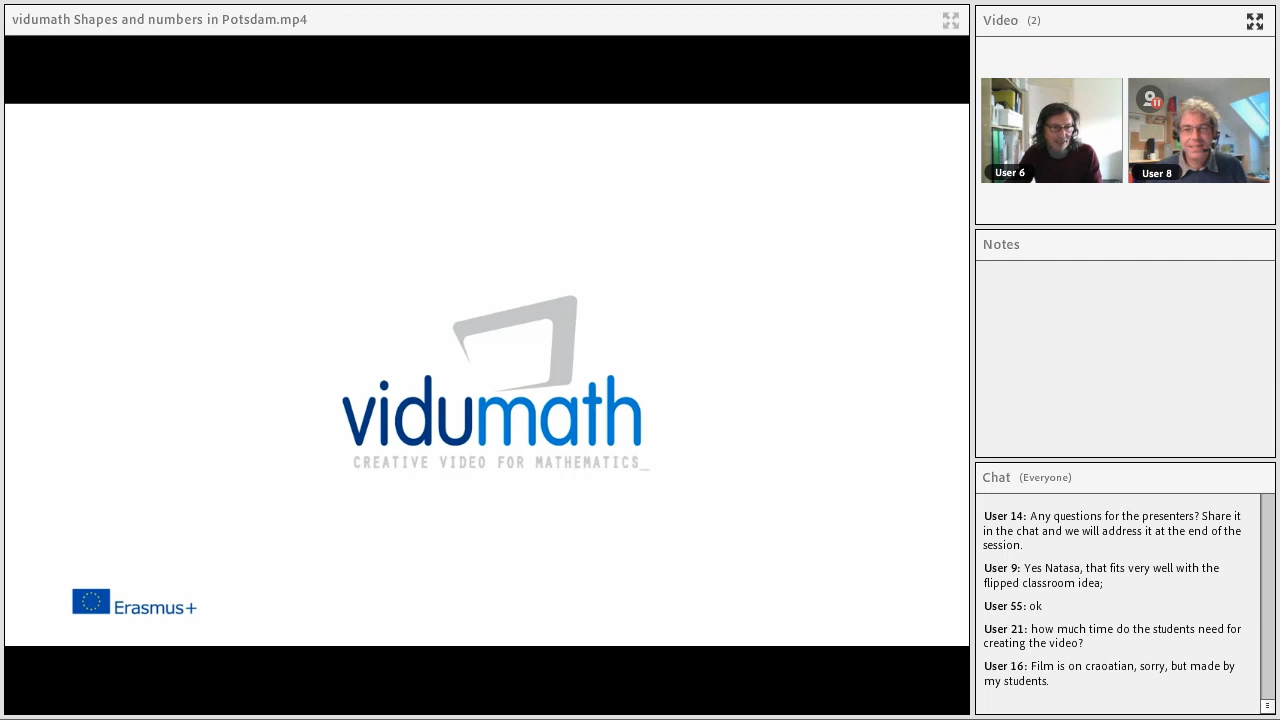 vidumath Shapes and numbers in Potsdam.mp4
vidumath
CREATIVE VIDEO FOR MATHEMATICS_
Erasmus+
Video (2)
User 6
User 8
Notes
Chat (Everyone)
User 14: Any questions for the presenters? Share it
in the chat and we will address it at the end of the
session.
User 9: Yes Natasa, that fits very well with the
flipped classroom idea;
User 55: ok
User 21: how much time do the students need for
creating the video?
User 16: Film is on craoatian, sorry, but made by
my students.